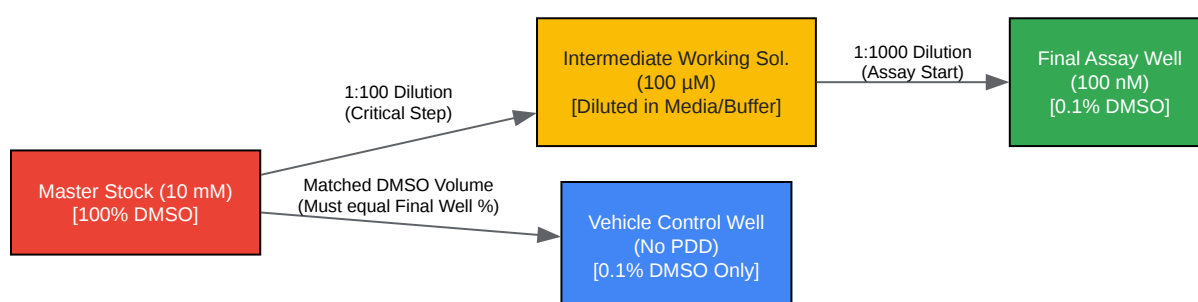 Master Stock (10 mM)
[100% DMSO]
1:100 Dilution
(Critical Step)
Intermediate Working Sol.
(100 µM)
[Diluted in Media/Buffer]
1:1000 Dilution
(Assay Start)
Final Assay Well
(100 nM)
[0.1% DMSO]
Matched DMSO Volume
(Must equal Final Well %)
Vehicle Control Well
(No PDD)
[0.1% DMSO Only]